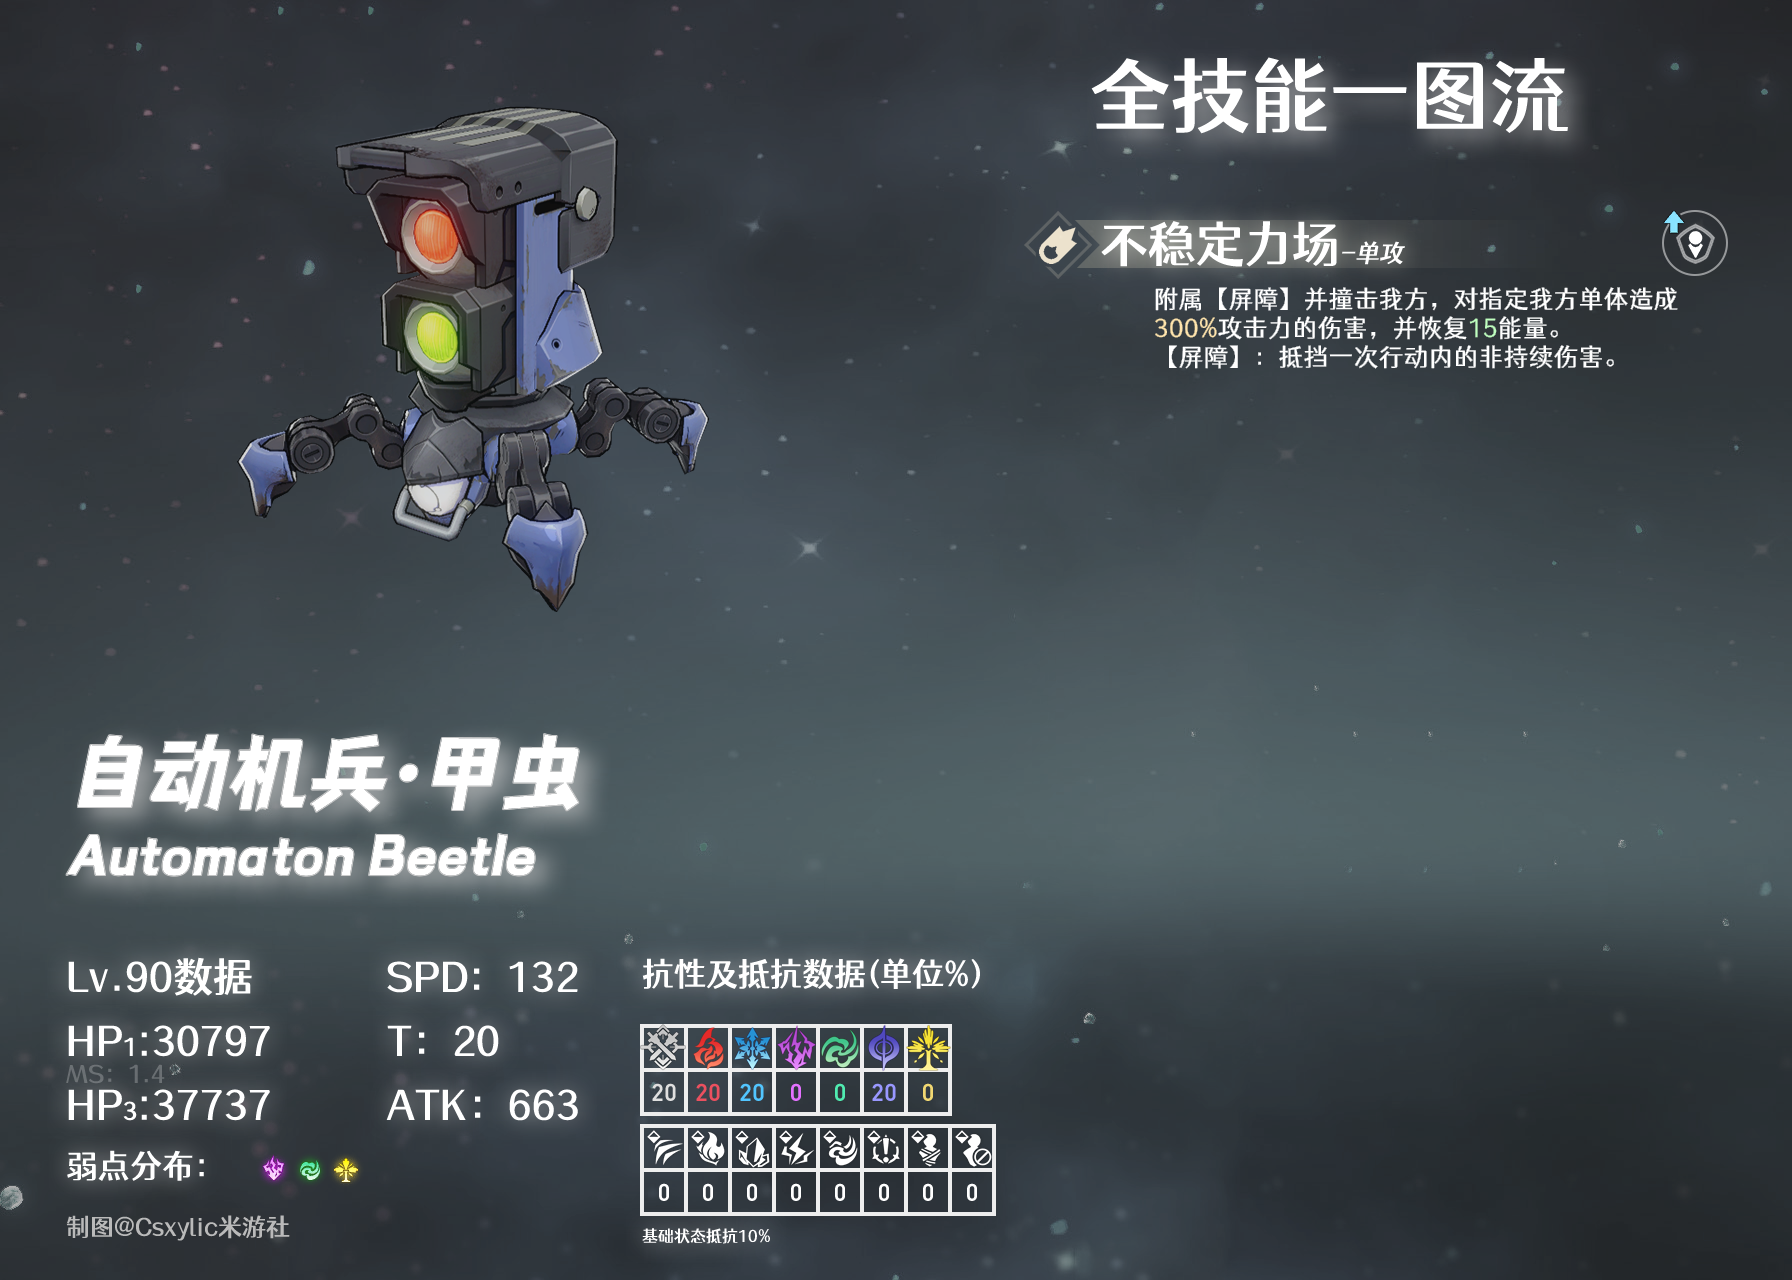 全技能一图流
不稳定力场-单攻
附属【屏障】并撞击我方，对指定我方单体造成
300%攻击力的伤害，并恢复15能量。
【屏障】：抵挡一次行动内的非持续伤害。
自动机兵·甲虫
Automaton Beetle
Lv.90数据
SPD: 132
HP1:30797
T: 20
MS: 1.4
HP3:37737
ATK: 663
弱点分布:
制图@Csxylic米游社
抗性及抵抗数据(单位%)
20 20 20 0 0 20 0
0 0 0 0 0 0 0 0
基础状态抵抗10%